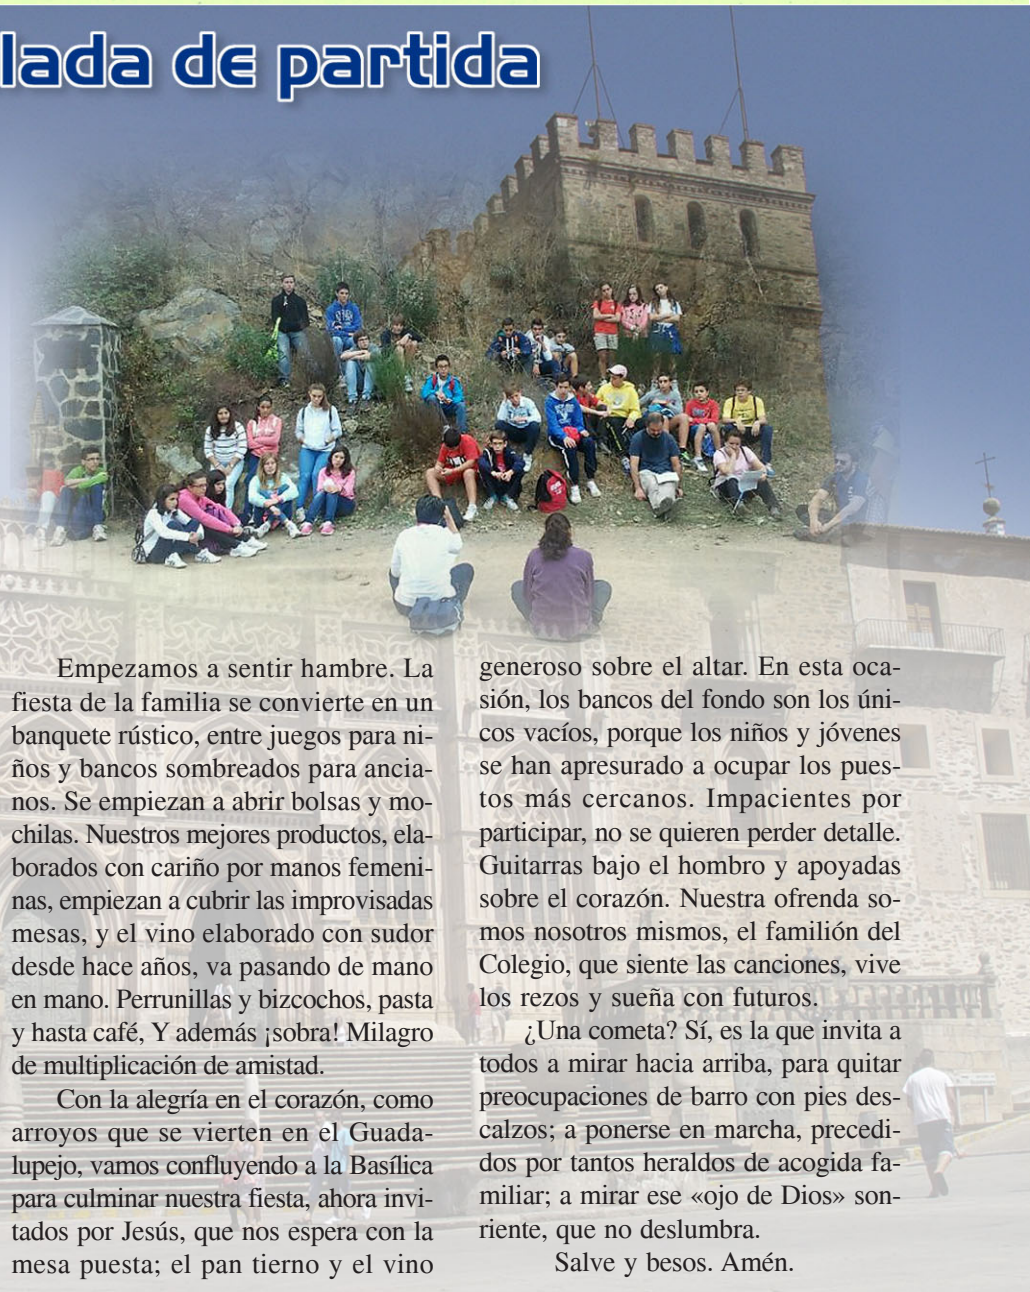 lada de partida
Empezamos a sentir hambre. La
fiesta de la familia se convierte en un
banquete rústico, entre juegos para ni-
ños y bancos sombreados para ancia-
nos. Se empiezan a abrir bolsas y mo-
chilas. Nuestros mejores productos, ela-
borados con cariño por manos femeni-
nas, empiezan a cubrir las improvisadas
mesas, y el vino elaborado con sudor
desde hace años, va pasando de mano
en mano. Perrunillas y bizcochos, pasta
y hasta café, Y además ¡sobra! Milagro
de multiplicación de amistad.
Con la alegría en el corazón, como
arroyos que se vierten en el Guada-
lupejo, vamos confluyendo a la Basílica
para culminar nuestra fiesta, ahora invi-
tados por Jesús, que nos espera con la
mesa puesta; el pan tierno y el vino
generoso sobre el altar. En esta oca-
sión, los bancos del fondo son los úni-
cos vacíos, porque los niños y jóvenes
se han apresurado a ocupar los pues-
tos más cercanos. Impacientes por
participar, no se quieren perder detalle.
Guitarras bajo el hombro y apoyadas
sobre el corazón. Nuestra ofrenda so-
mos nosotros mismos, el familión del
Colegio, que siente las canciones, vive
los rezos y sueña con futuros.
¿Una cometa? Sí, es la que invita a
todos a mirar hacia arriba, para quitar
preocupaciones de barro con pies des-
calzos; a ponerse en marcha, precedi-
dos por tantos heraldos de acogida fa-
miliar; a mirar ese «ojo de Dios» son-
riente, que no deslumbra.
Salve y besos. Amén.